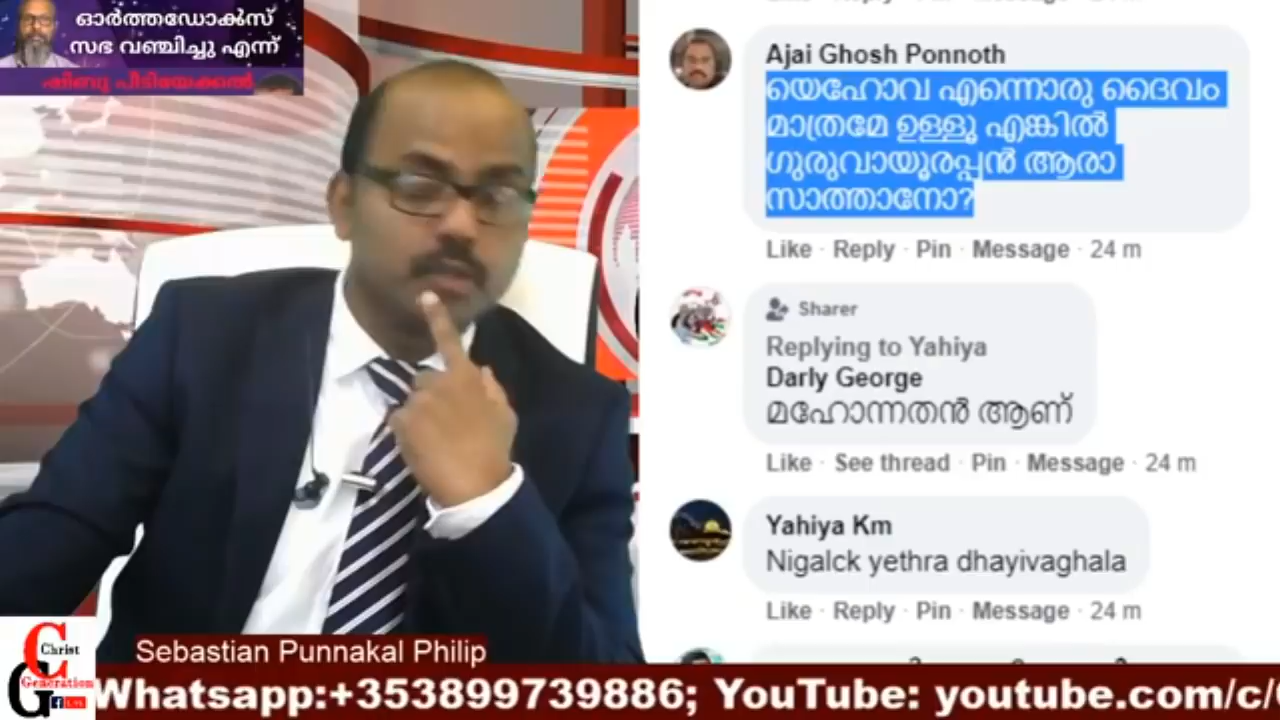 ഓർത്തഡോക്സ്
സഭ വഞ്ചിച്ചു എന്ന്
ഷിബു പീടിയേക്കൽ
Ajai Ghosh Ponnoth
യെഹോവ എന്നൊരു ദൈവം
മാത്രമേ ഉള്ളൂ എങ്കിൽ
ഗുരുവായൂരപ്പൻ ആരാ
സാത്താനോ?
Like · Reply · Pin · Message · 24 m
Sharer
Replying to Yahiya
Darly George
മഹോന്നതൻ ആണ്
Like · See thread · Pin · Message · 24 m
Yahiya Km
Nigalck yethra dhayivaghala
Like · Reply · Pin · Message · 24 m
Sebastian Punnakal Philip
Christ
Generation
Whatsapp:+353899739886; YouTube: youtube.com/c/